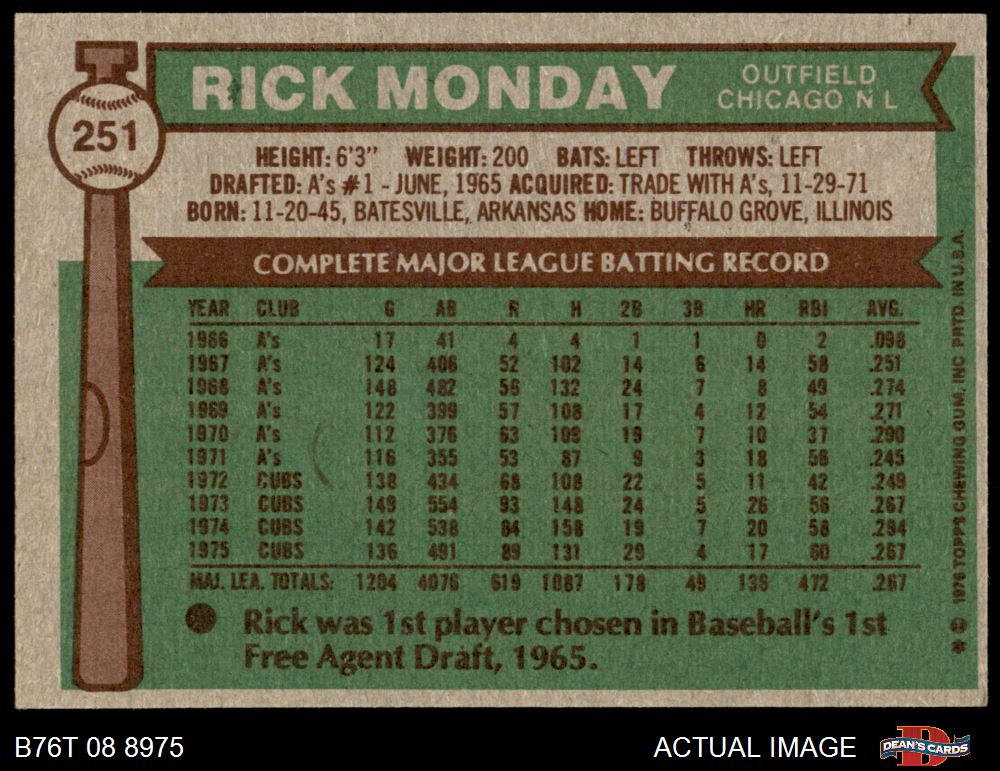 RICK MONDAY
OUTFIELD
CHICAGO N L
251
HEIGHT: 6'3" WEIGHT: 200 BATS: LEFT THROWS: LEFT
DRAFTED: A's #1 - JUNE, 1965 ACQUIRED: TRADE WITH A's, 11-29-71
BORN: 11-20-45, BATESVILLE, ARKANSAS HOME: BUFFALO GROVE, ILLINOIS
COMPLETE MAJOR LEAGUE BATTING RECORD
YEAR CLUB G AB R H 2B 3B HR RBI AVG.
1966 A's 17 41 4 4 1 1 0 2 .098
1967 A's 124 406 52 102 14 6 14 58 .251
1968 A's 148 482 56 132 24 7 8 49 .274
1969 A's 122 399 57 108 17 4 12 54 .271
1970 A's 112 376 63 109 19 7 10 37 .290
1971 A's 116 355 53 87 9 3 18 56 .245
1972 CUBS 138 434 68 108 22 5 11 42 .249
1973 CUBS 149 554 93 148 24 5 26 56 .267
1974 CUBS 142 538 84 158 19 7 20 58 .294
1975 CUBS 136 491 89 131 29 4 17 60 .267
MAJ. LEA. TOTALS: 1204 4076 619 1087 178 49 136 472 .267
Rick was 1st player chosen in Baseball's 1st
Free Agent Draft, 1965.
© 1976 TOPPS CHEWING GUM, INC PRTD. IN U.S.A.
B76T 08 8975
ACTUAL IMAGE
DEAN'S CARDS